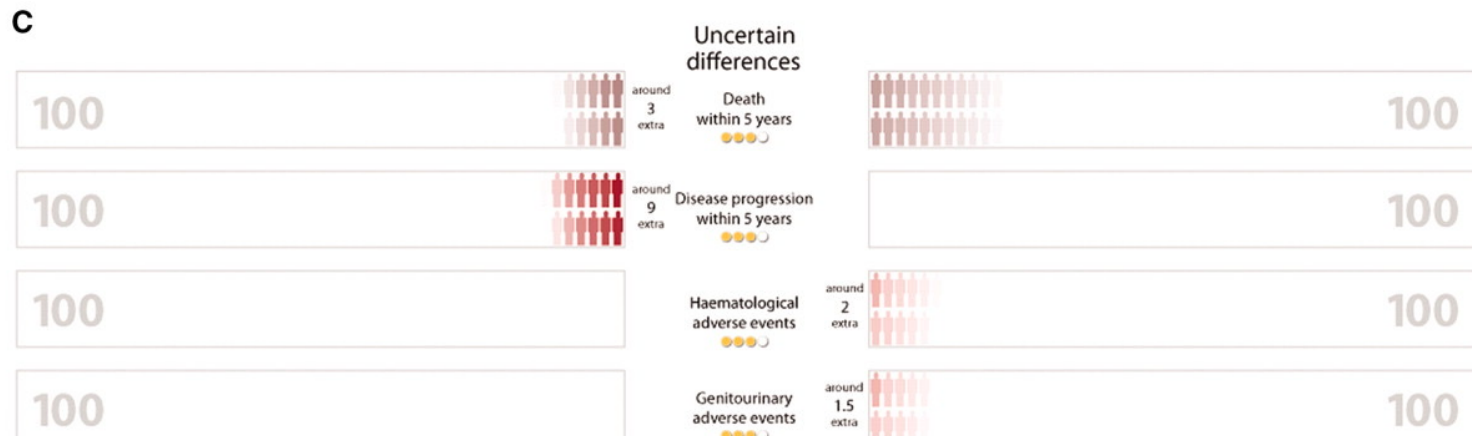 C
Uncertain
differences
100
around
3
extra
Death
within 5 years
100
100
around
9
extra
Disease progression
within 5 years
100
100
Haematological
adverse events
around
2
extra
100
100
Genitourinary
adverse events
around
1.5
extra
100